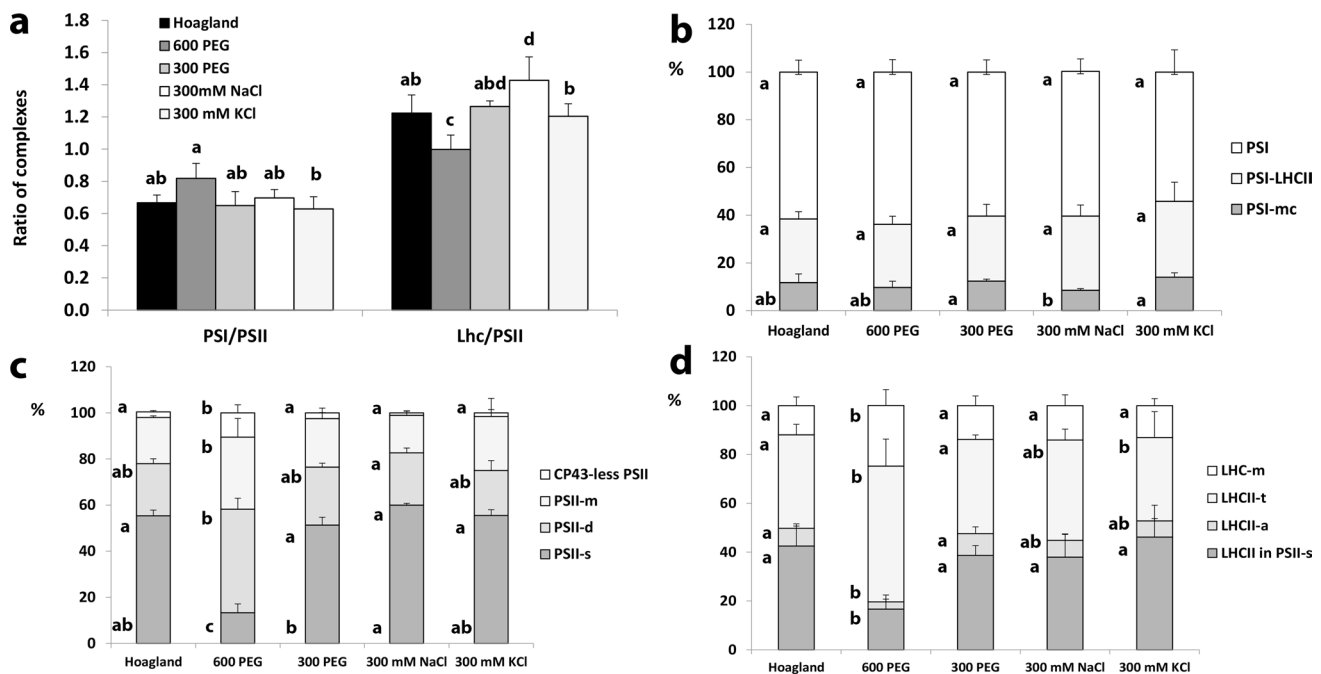 a
Ratio of complexes
1.8
1.6
1.4
1.2
1.0
0.8
0.6
0.4
0.2
0.0
Hoagland
600 PEG
300 PEG
300mM NaCl
300 mM KCl
ab
a
ab
ab
b
ab
c
abd
d
b
PSI/PSII
Lhc/PSII
b
%
120
100
80
60
40
20
0
a
a
a
a
a
a
a
a
a
a
ab
ab
a
b
a
Hoagland
600 PEG
300 PEG
300 mM NaCl
300 mM KCl
PSI
PSI-LHCII
PSI-mc
c
%
120
100
80
60
40
20
0
a
b
a
a
a
ab
b
ab
a
ab
a
b
a
a
a
ab
c
b
a
ab
Hoagland
600 PEG
300 PEG
300 mM NaCl
300 mM KCl
CP43-less PSII
PSII-m
PSII-d
PSII-s
d
%
120
100
80
60
40
20
0
a
b
a
a
a
a
b
a
ab
b
a
b
a
ab
ab
a
b
a
a
a
Hoagland
600 PEG
300 PEG
300 mM NaCl
300 mM KCl
LHC-m
LHCII-t
LHCII-a
LHCII in PSII-s